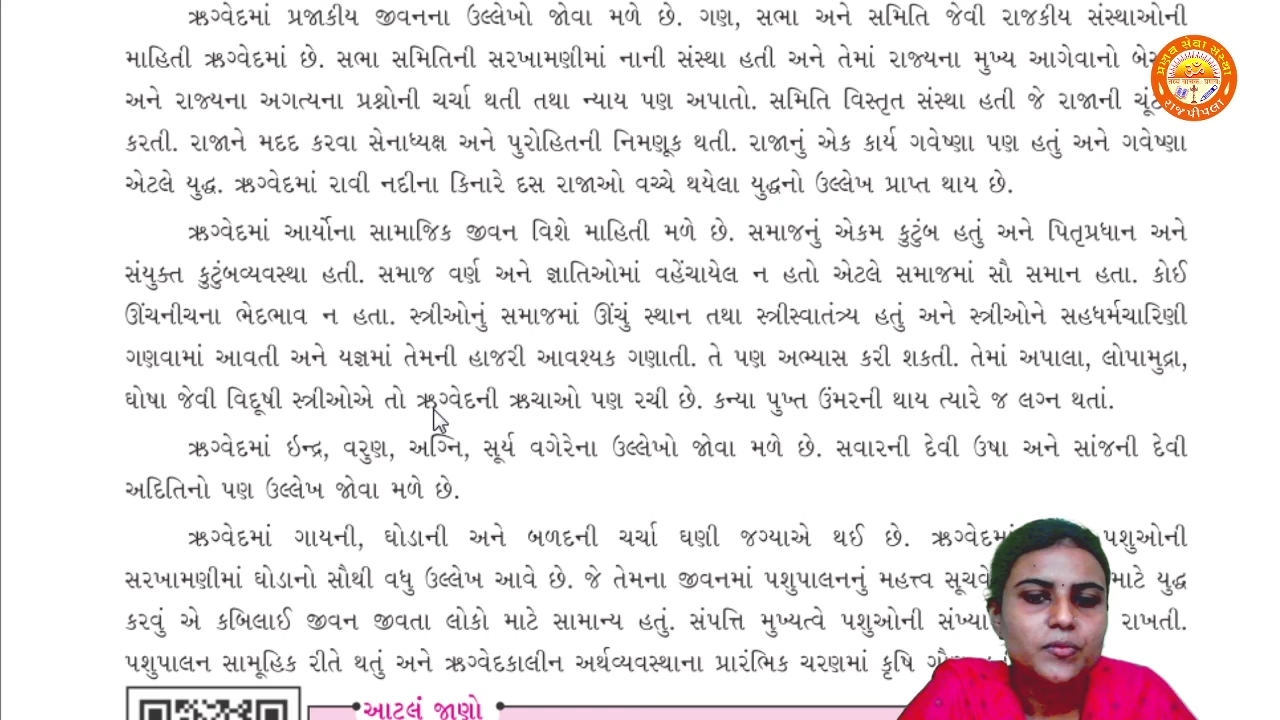 ઋગ્વેદમાં પ્રજાકીય જીવનના ઉલ્લેખો જોવા મળે છે. ગણ, સભા અને સમિતિ જેવી રાજકીય સંસ્થાઓની
માહિતી ઋગ્વેદમાં છે. સભા સમિતિની સરખામણીમાં નાની સંસ્થા હતી અને તેમાં રાજ્યના મુખ્ય આગેવાનો
અને રાજ્યના અગત્યના પ્રશ્નોની ચર્ચા થતી તથા ન્યાય પણ અપાતો. સમિતિ વિસ્તૃત સંસ્થા હતી જે રાજાની
કરતી. રાજાને મદદ કરવા સેનાધ્યક્ષ અને પુરોહિતની નિમણૂક થતી. રાજાનું એક કાર્ય ગવેષ્ણા પણ હતું અને ગવેષ્ણા
એટલે યુદ્ધ. ઋગ્વેદમાં રાવી નદીના કિનારે દસ રાજાઓ વચ્ચે થયેલા યુદ્ધનો ઉલ્લેખ પ્રાપ્ત થાય છે.
ઋગ્વેદમાં આર્યોના સામાજિક જીવન વિશે માહિતી મળે છે. સમાજનું એકમ કુટુંબ હતું અને પિતૃપ્રધાન અને
સંયુક્ત કુટુંબવ્યવસ્થા હતી. સમાજ વર્ણ અને જ્ઞાતિઓમાં વહેંચાયેલ ન હતો એટલે સમાજમાં સૌ સમાન હતા. કોઈ
ઊંચનીચના ભેદભાવ ન હતા. સ્ત્રીઓનું સમાજમાં ઊંચું સ્થાન તથા સ્ત્રીસ્વાતંત્ર્ય હતું અને સ્ત્રીઓને સહધર્મચારિણી
ગણવામાં આવતી અને યજ્ઞમાં તેમની હાજરી આવશ્યક ગણાતી. તે પણ અભ્યાસ કરી શકતી. તેમાં અપાલા, લોપામુદ્રા,
ઘોષા જેવી વિદૂષી સ્ત્રીઓએ તો ઋગ્વેદની ઋચાઓ પણ રચી છે. કન્યા પુખ્ત ઉંમરની થાય ત્યારે જ લગ્ન થતાં.
ઋગ્વેદમાં ઇન્દ્ર, વરુણ, અગ્નિ, સૂર્ય વગેરેના ઉલ્લેખો જોવા મળે છે. સવારની દેવી ઉષા અને સાંજની દેવી
અદિતિનો પણ ઉલ્લેખ જોવા મળે છે.
ઋગ્વેદમાં ગાયની, ઘોડાની અને બળદની ચર્ચા ઘણી જગ્યાએ થઈ છે. પશુઓની
સરખામણીમાં ઘોડાનો સૌથી વધુ ઉલ્લેખ આવે છે. જે તેમના જીવનમાં પશુપાલનનું મહત્ત્વ માટે યુદ્ધ
કરવું એ કબિલાઈ જીવન જીવતા લોકો માટે સામાન્ય હતું. સંપત્તિ મુખ્યત્વે પશુઓની રાખતી.
પશુપાલન સામૂહિક રીતે થતું અને ઋગ્વેદકાલીન અર્થવ્યવસ્થાના પ્રારંભિક ચરણમાં કૃષિ
આટલું જાણો
પ્રણવ સેવા સંસ્થા
ૐ
રાજપીપલા